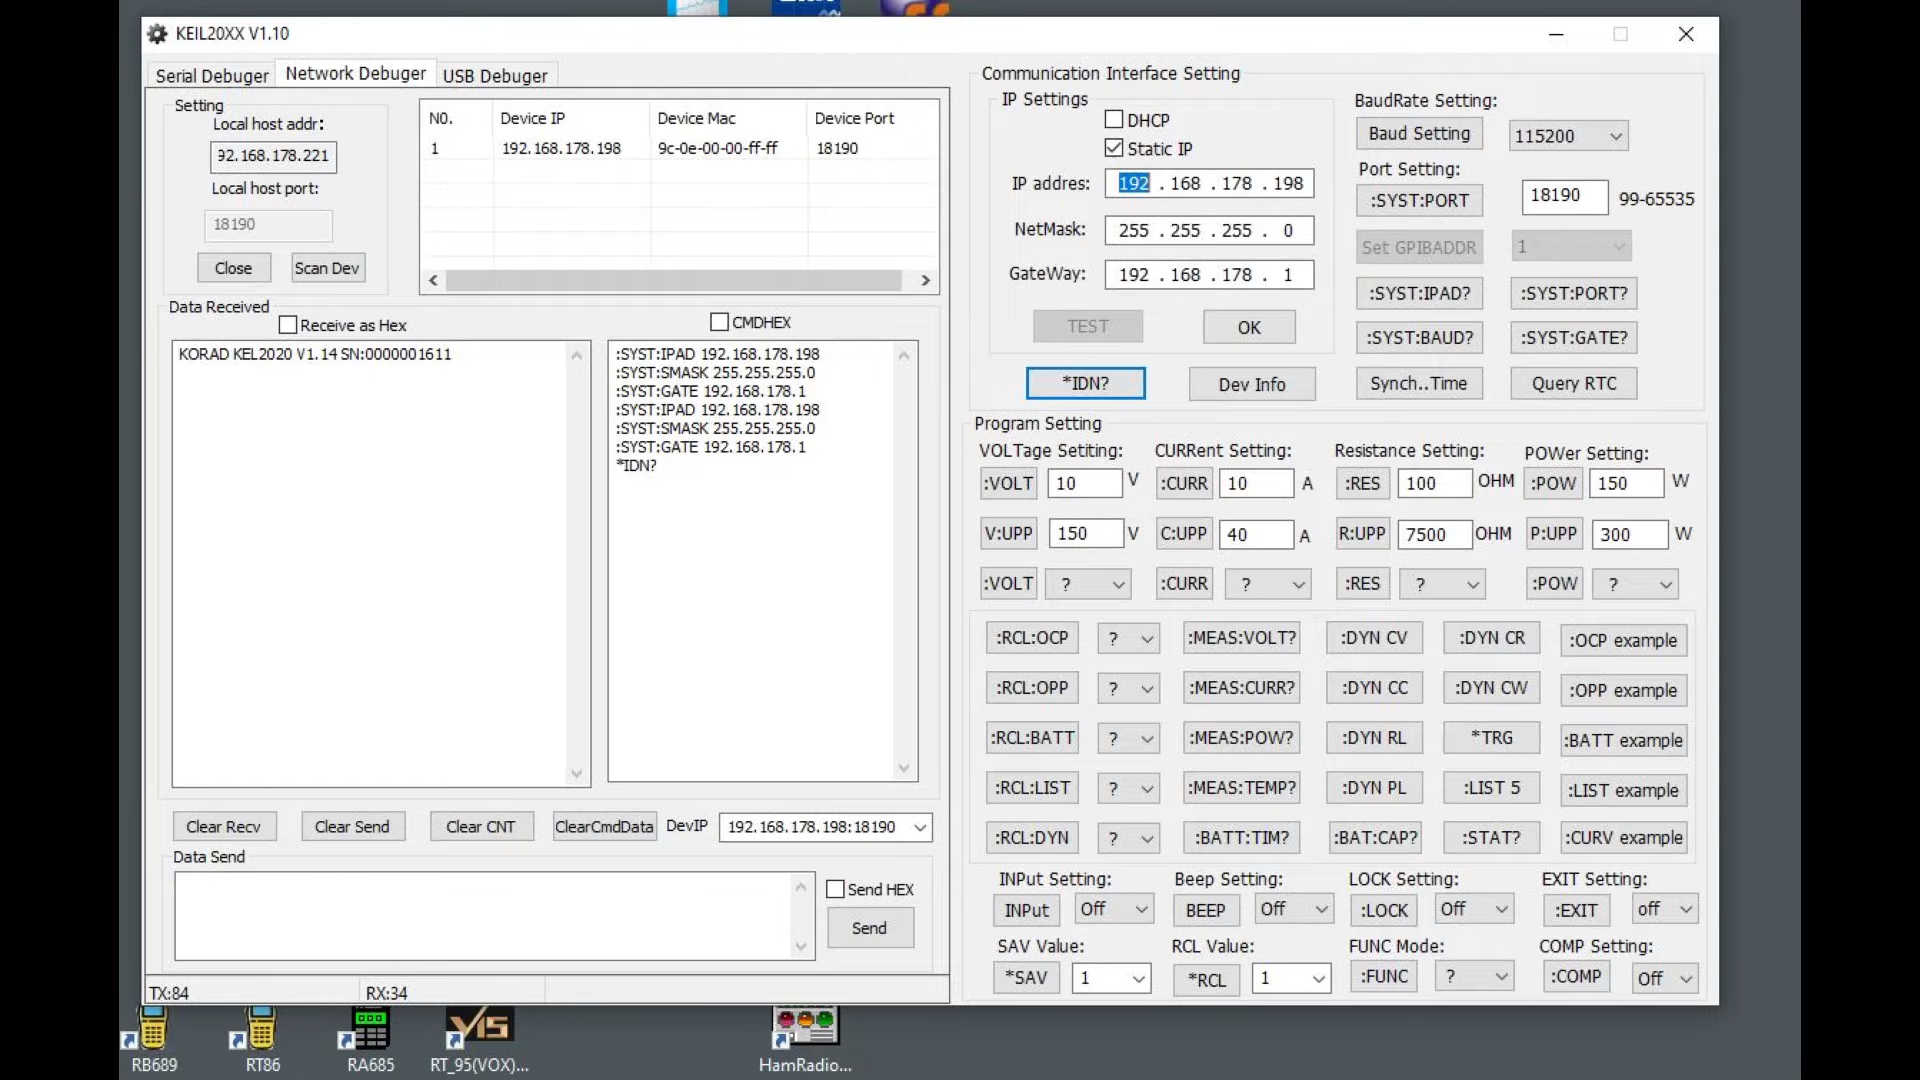 KEIL20XX V1.10
Serial Debuger
Network Debuger
USB Debuger
Setting
Local host addr:
92.168.178.221
Local host port:
18190
Close
Scan Dev
N0.
Device IP
Device Mac
Device Port
1
192.168.178.198
9c-0e-00-00-ff-ff
18190
Data Received
Receive as Hex
CMDHEX
KORAD KEL2020 V1.14 SN:0000001611
:SYST:IPAD 192.168.178.198
:SYST:SMASK 255.255.255.0
:SYST:GATE 192.168.178.1
:SYST:IPAD 192.168.178.198
:SYST:SMASK 255.255.255.0
:SYST:GATE 192.168.178.1
*IDN?
Clear Recv
Clear Send
Clear CNT
ClearCmdData
DevIP
192.168.178.198:18190
Data Send
Send HEX
Send
TX:84
RX:34
Communication Interface Setting
IP Settings
DHCP
Static IP
IP addres:
192 . 168 . 178 . 198
NetMask:
255 . 255 . 255 . 0
GateWay:
192 . 168 . 178 . 1
TEST
OK
*IDN?
Dev Info
BaudRate Setting:
Baud Setting
115200
Port Setting:
:SYST:PORT
18190
99-65535
Set GPIBADDR
1
:SYST:IPAD?
:SYST:PORT?
:SYST:BAUD?
:SYST:GATE?
Synch..Time
Query RTC
Program Setting
VOLTage Setiting:
CURRent Setting:
Resistance Setting:
POWer Setting:
:VOLT
10
V
:CURR
10
A
:RES
100
OHM
:POW
150
W
V:UPP
150
V
C:UPP
40
A
R:UPP
7500
OHM
P:UPP
300
W
:VOLT
?
:CURR
?
:RES
?
:POW
?
:RCL:OCP
?
:MEAS:VOLT?
:DYN CV
:DYN CR
:OCP example
:RCL:OPP
?
:MEAS:CURR?
:DYN CC
:DYN CW
:OPP example
:RCL:BATT
?
:MEAS:POW?
:DYN RL
*TRG
:BATT example
:RCL:LIST
?
:MEAS:TEMP?
:DYN PL
:LIST 5
:LIST example
:RCL:DYN
?
:BATT:TIM?
:BAT:CAP?
:STAT?
:CURV example
INPut Setting:
Beep Setting:
LOCK Setting:
EXIT Setting:
INPut
Off
BEEP
Off
:LOCK
Off
:EXIT
off
SAV Value:
RCL Value:
FUNC Mode:
COMP Setting:
*SAV
1
*RCL
1
:FUNC
?
:COMP
Off
RB689
RT86
RA685
RT_95(VOX)...
HamRadio...